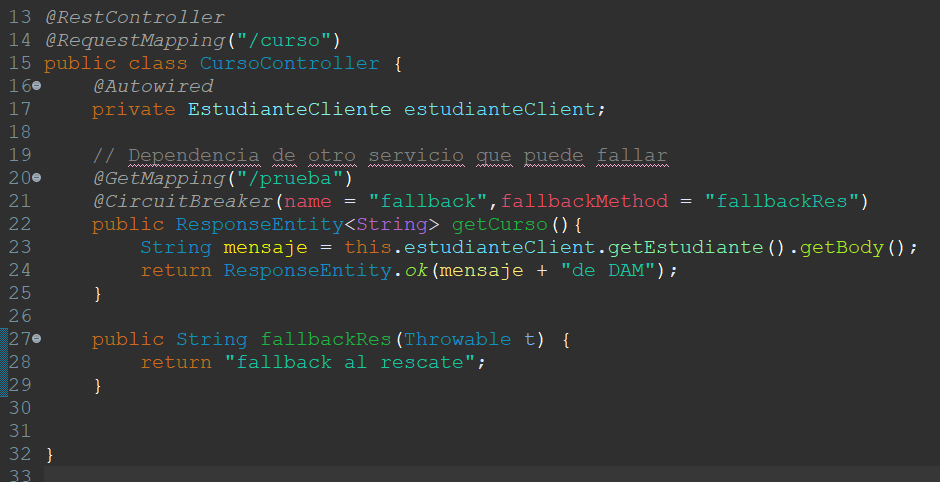 13 @RestController
14 @RequestMapping("/curso")
15 public class CursoController {
16 @Autowired
17 private EstudianteCliente estudianteClient;
18
19 // Dependencia de otro servicio que puede fallar
20 @GetMapping("/prueba")
21 @CircuitBreaker(name = "fallback",fallbackMethod = "fallbackRes")
22 public ResponseEntity<String> getCurso(){
23 String mensaje = this.estudianteClient.getEstudiante().getBody();
24 return ResponseEntity.ok(mensaje + "de DAM");
25 }
26
27 public String fallbackRes(Throwable t) {
28 return "fallback al rescate";
29 }
30
31
32 }
33